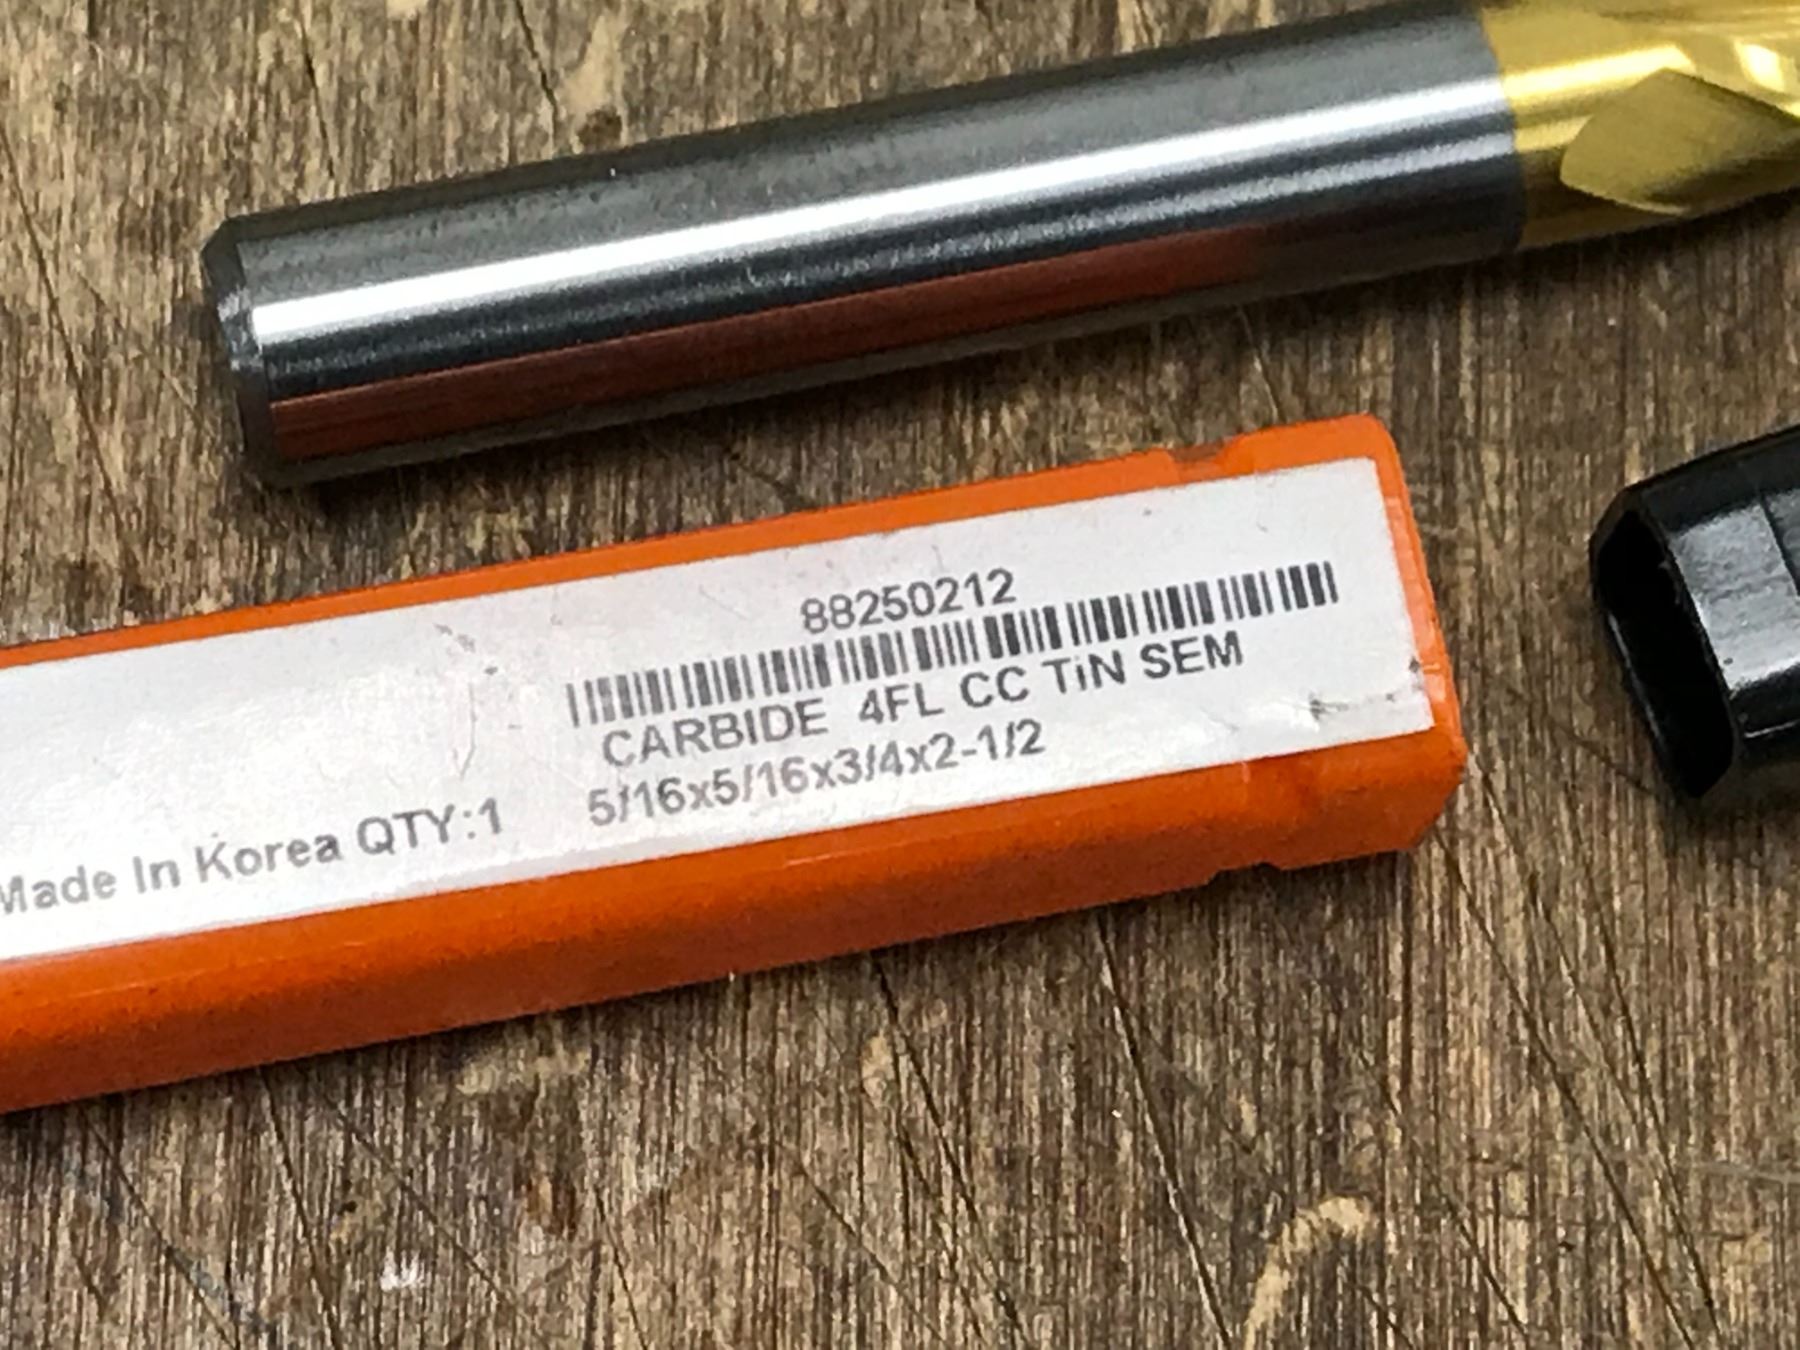 88250212
CARBIDE 4FL CC TiN SEM
5/16x5/16x3/4x2-1/2
Made In Korea QTY:1